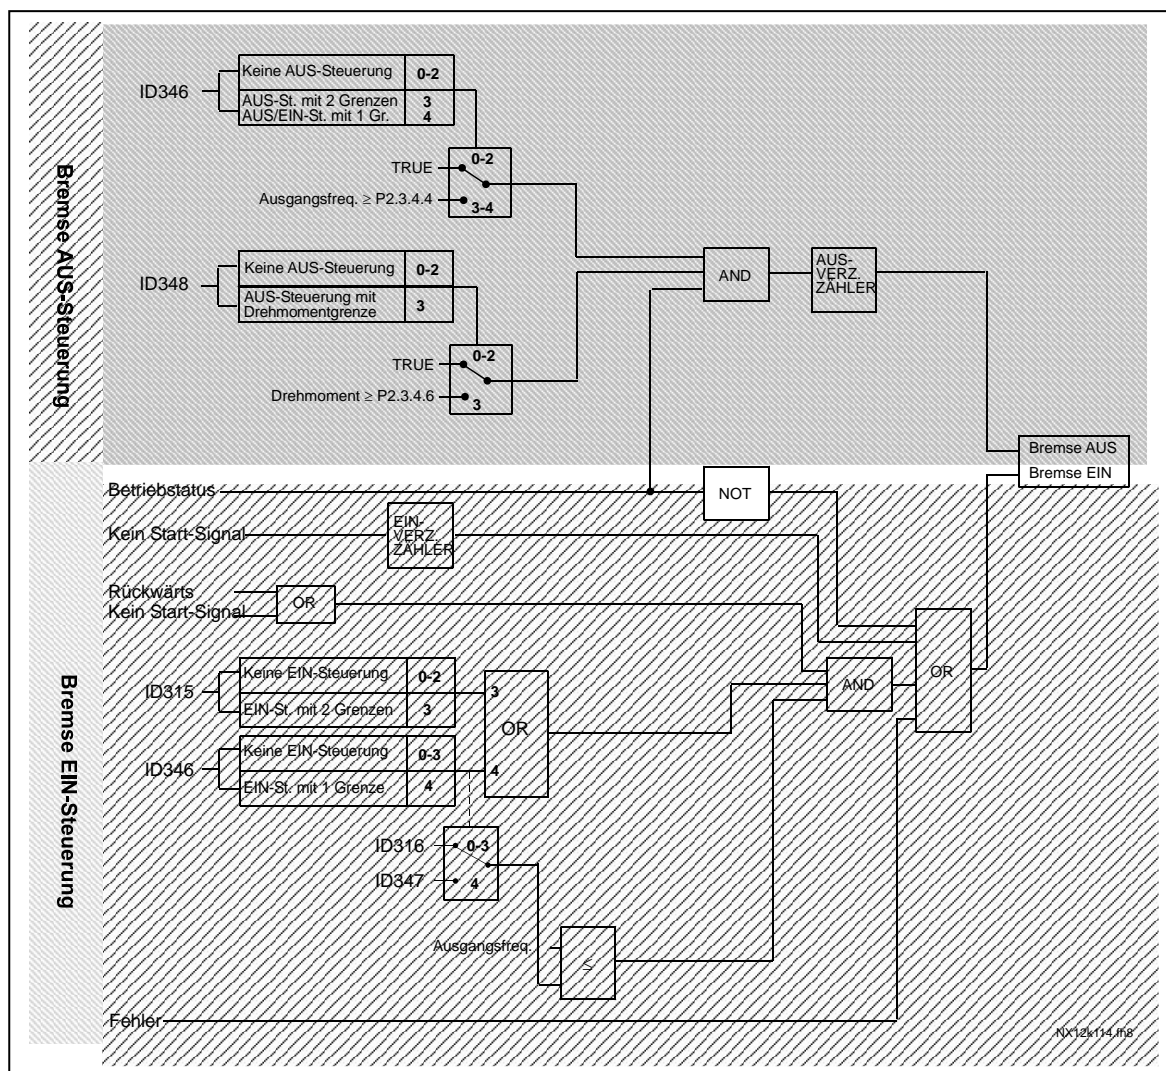 Bremse AUS-Steuerung
ID346
Keine AUS-Steuerung 0-2
AUS-St. mit 2 Grenzen 3
AUS/EIN-St. mit 1 Gr. 4
0-2
TRUE
Ausgangsfreq. ≥ P2.3.4.4
3-4
ID348
Keine AUS-Steuerung 0-2
AUS-Steuerung mit
Drehmomentgrenze 3
0-2
TRUE
Drehmoment ≥ P2.3.4.6
3
AND
AUS-
VERZ.
ZÄHLER
Bremse AUS
Bremse EIN
Bremse EIN-Steuerung
Betriebstatus
NOT
Kein Start-Signal
EIN-
VERZ.
ZÄHLER
Rückwärts
Kein Start-Signal
OR
ID315
Keine EIN-Steuerung 0-2
EIN-St. mit 2 Grenzen 3
ID346
Keine EIN-Steuerung 0-3
EIN-St. mit 1 Grenze 4
3
OR
4
AND
OR
ID316
0-3
ID347
4
Ausgangsfreq.
≤
Fehler
NX12k114.fh8